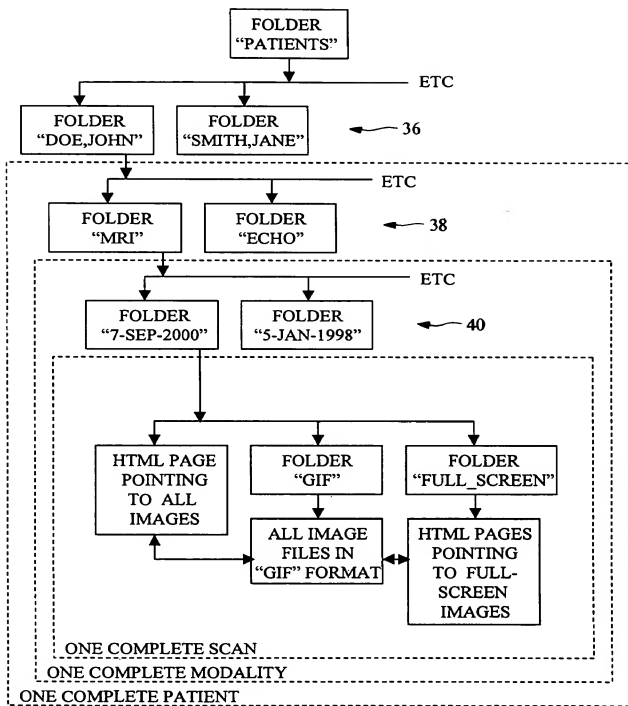 FOLDER
“PATIENTS”
ETC
FOLDER
“DOE,JOHN”
FOLDER
“SMITH,JANE”
36
ETC
FOLDER
“MRI”
FOLDER
“ECHO”
38
ETC
FOLDER
“7-SEP-2000”
FOLDER
“5-JAN-1998”
40
HTML PAGE
POINTING
TO ALL
IMAGES
FOLDER
“GIF”
FOLDER
“FULL_SCREEN”
ALL IMAGE
FILES IN
“GIF” FORMAT
HTML PAGES
POINTING
TO FULL-
SCREEN
IMAGES
ONE COMPLETE SCAN
ONE COMPLETE MODALITY
ONE COMPLETE PATIENT